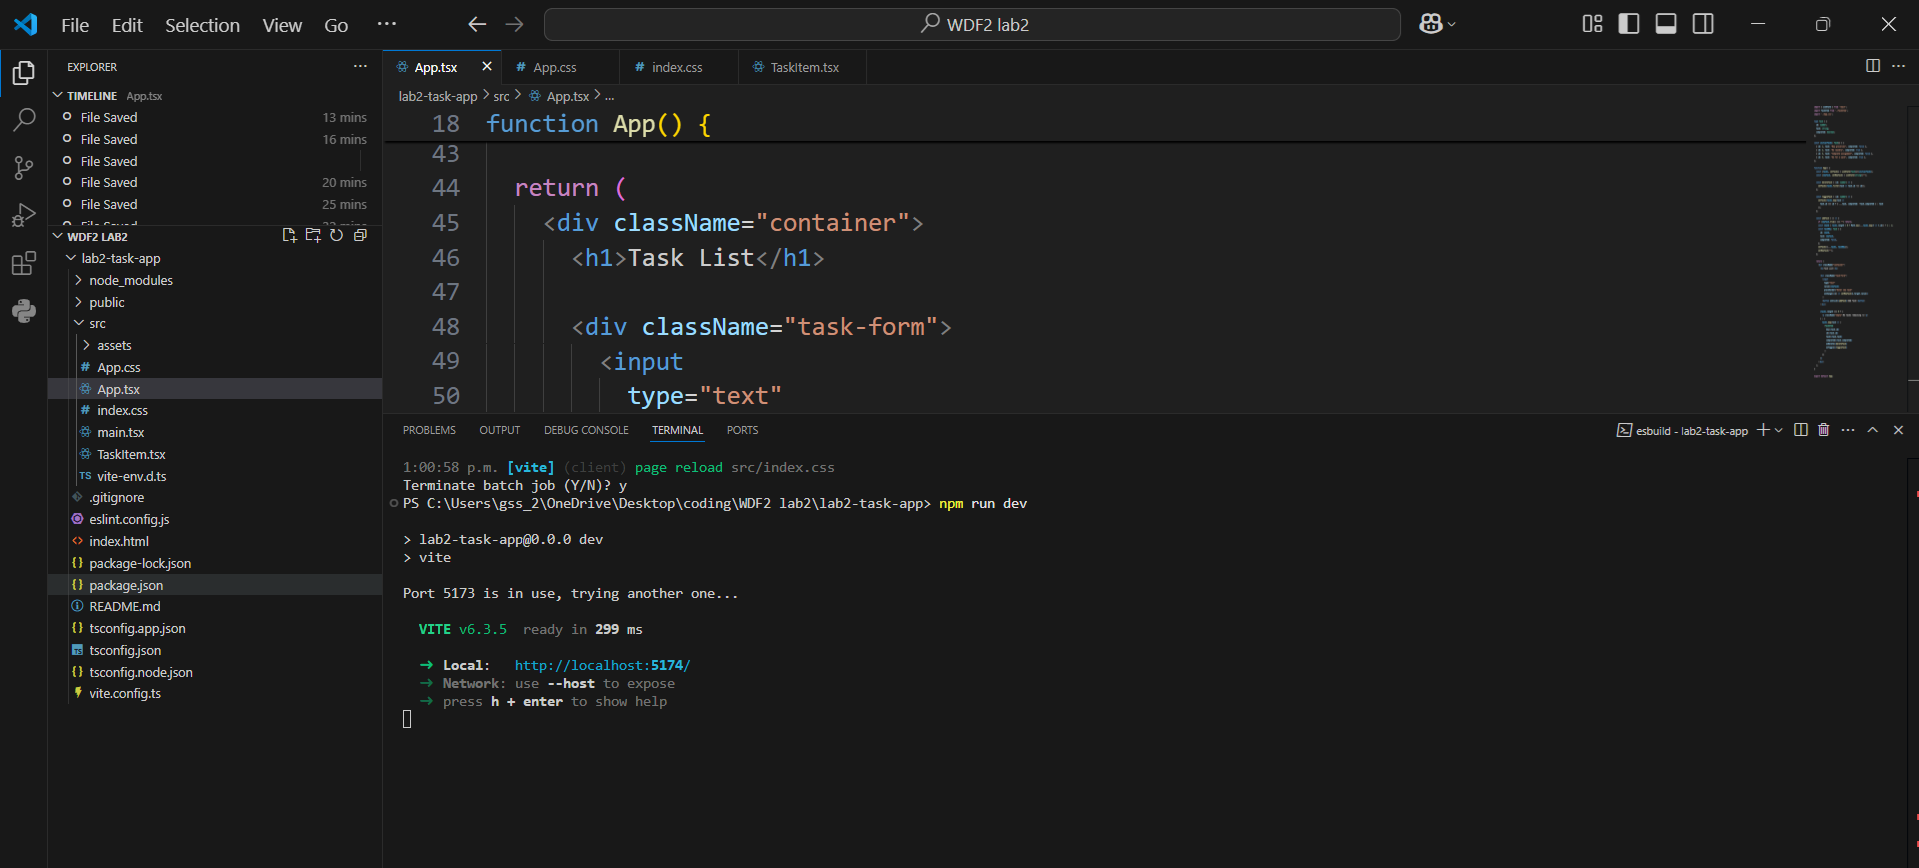 File Edit Selection View Go ...
WDF2 lab2
EXPLORER
TIMELINE App.tsx
File Saved 13 mins
File Saved 16 mins
File Saved
File Saved 20 mins
File Saved 25 mins
WDF2 LAB2
lab2-task-app
node_modules
public
src
assets
# App.css
App.tsx
# index.css
main.tsx
TaskItem.tsx
TS vite-env.d.ts
.gitignore
eslint.config.js
<> index.html
{} package-lock.json
{} package.json
README.md
{} tsconfig.app.json
tsconfig.json
{} tsconfig.node.json
vite.config.ts
App.tsx # App.css # index.css TaskItem.tsx
lab2-task-app > src > App.tsx > ...
18 function App() {
43
44 return (
45 <div className="container">
46 <h1>Task List</h1>
47
48 <div className="task-form">
49 <input
50 type="text"
PROBLEMS OUTPUT DEBUG CONSOLE TERMINAL PORTS
esbuild - lab2-task-app
1:00:58 p.m. [vite] (client) page reload src/index.css
Terminate batch job (Y/N)? y
PS C:\Users\gss_2\OneDrive\Desktop\coding\WDF2 lab2\lab2-task-app> npm run dev
> lab2-task-app@0.0.0 dev
> vite
Port 5173 is in use, trying another one...
VITE v6.3.5 ready in 299 ms
➜ Local: http://localhost:5174/
➜ Network: use --host to expose
➜ press h + enter to show help